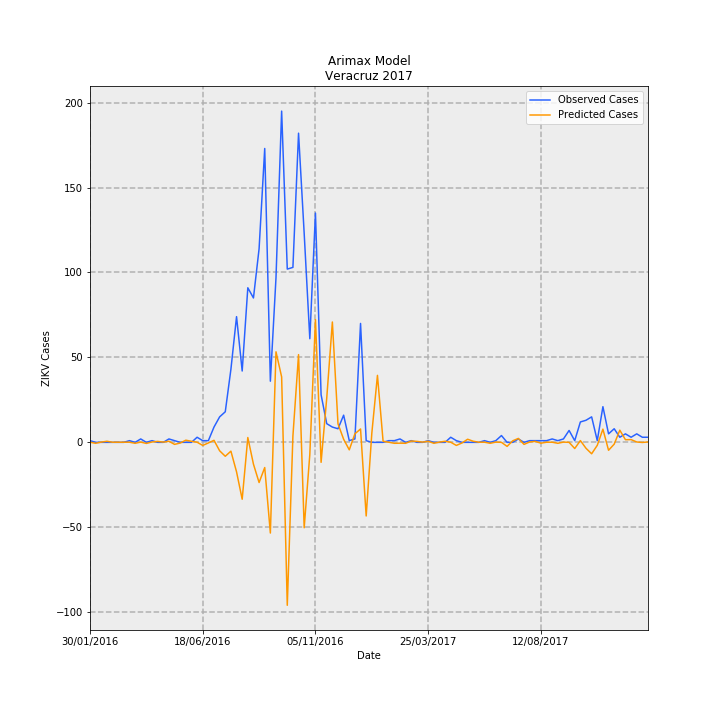 Arimax Model
Veracruz 2017
Observed Cases
Predicted Cases
200
150
100
50
0
−50
−100
ZIKV Cases
30/01/2016
18/06/2016
05/11/2016
25/03/2017
12/08/2017
Date